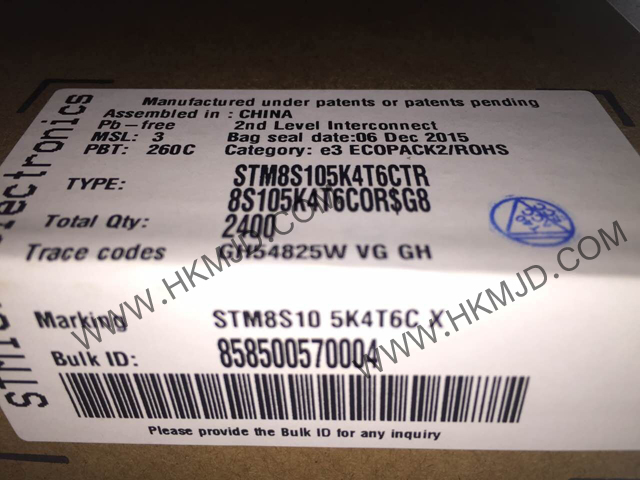 Manufactured under patents or patents pending
Assembled in : CHINA
Pb-free 2nd Level Interconnect
MSL: 3 Bag seal date:06 Dec 2015
PBT: 260C Category: e3 ECOPACK2/ROHS
TYPE: STM8S105K4T6CTR
8S105K4T6COR$G8
Total Qty: 2400
Trace codes GH54825W VG GH
Marking STM8S10 5K4T6C X
Bulk ID: 858500570004
Please provide the Bulk ID for any inquiry
WWW.HKMJD.COM
WWW.HKMJD.COM